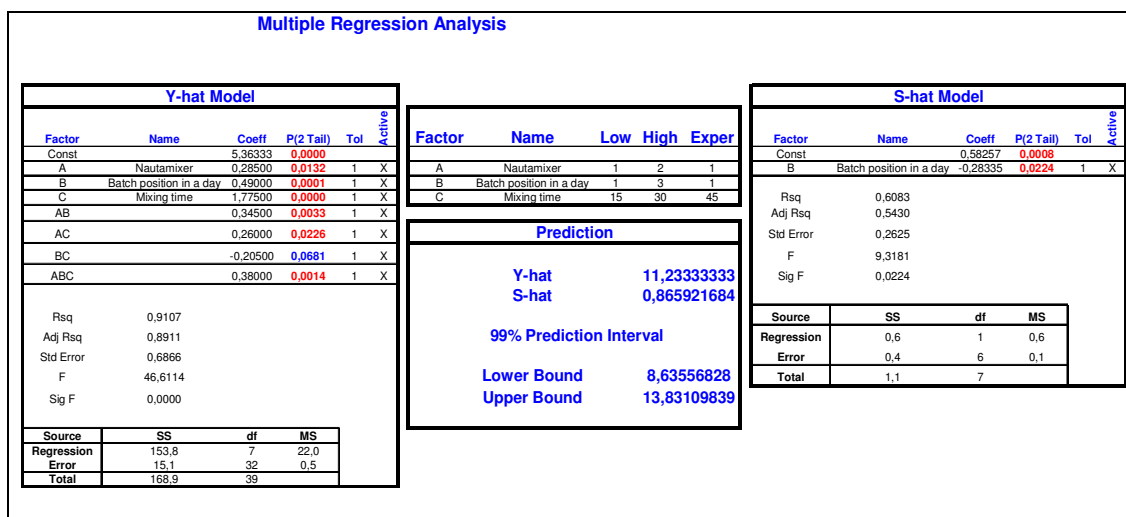 Multiple Regression Analysis
Y-hat Model
Factor Name Coeff P(2 Tail) Tol Active
Const 5,36333 0,0000
A Nautamixer 0,28500 0,0132 1 X
B Batch position in a day 0,49000 0,0001 1 X
C Mixing time 1,77500 0,0000 1 X
AB 0,34500 0,0033 1 X
AC 0,26000 0,0226 1 X
BC -0,20500 0,0681 1 X
ABC 0,38000 0,0014 1 X
Rsq 0,9107
Adj Rsq 0,8911
Std Error 0,6866
F 46,6114
Sig F 0,0000
Source SS df MS
Regression 153,8 7 22,0
Error 15,1 32 0,5
Total 168,9 39
Factor Name Low High Exper
A Nautamixer 1 2 1
B Batch position in a day 1 3 1
C Mixing time 15 30 45
Prediction
Y-hat 11,23333333
S-hat 0,865921684
99% Prediction Interval
Lower Bound 8,63556828
Upper Bound 13,83109839
S-hat Model
Factor Name Coeff P(2 Tail) Tol Active
Const 0,58257 0,0008
B Batch position in a day -0,28335 0,0224 1 X
Rsq 0,6083
Adj Rsq 0,5430
Std Error 0,2625
F 9,3181
Sig F 0,0224
Source SS df MS
Regression 0,6 1 0,6
Error 0,4 6 0,1
Total 1,1 7